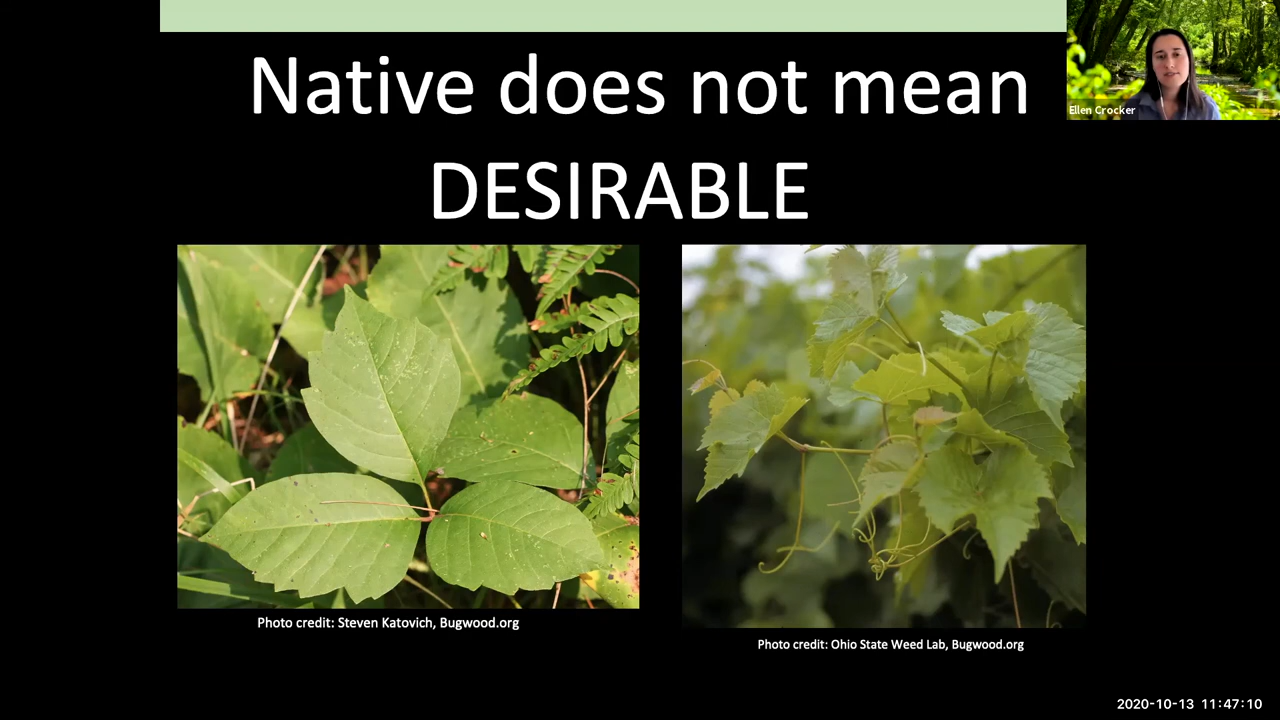 Native does not mean
DESIRABLE
Ellen Crocker
Photo credit: Steven Katovich, Bugwood.org
Photo credit: Ohio State Weed Lab, Bugwood.org
2020-10-13 11:47:10